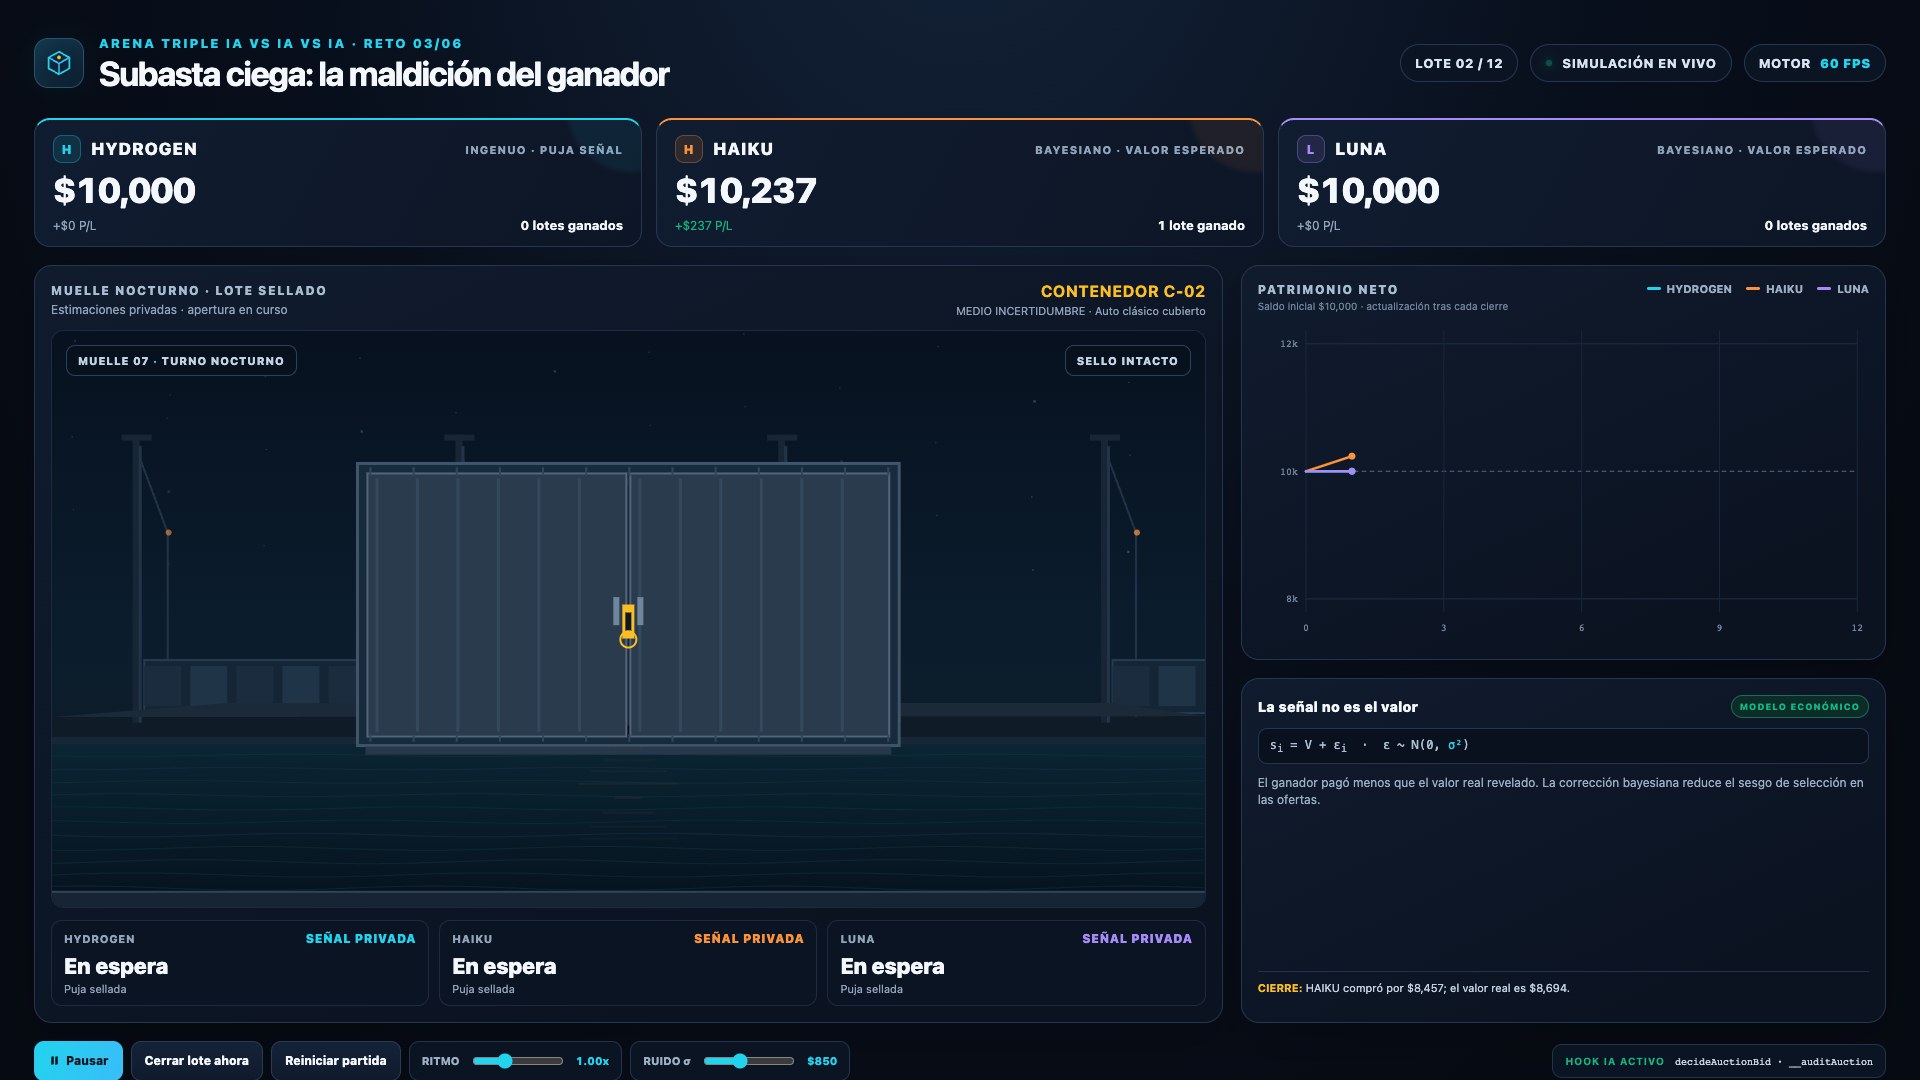 ARENA TRIPLE IA VS IA VS IA · RETO 03/06
Subasta ciega: la maldición del ganador
LOTE 02 / 12
SIMULACIÓN EN VIVO
MOTOR 60 FPS
H HYDROGEN
INGENUO · PUJA SEÑAL
$10,000
+$0 P/L
0 lotes ganados
H HAIKU
BAYESIANO · VALOR ESPERADO
$10,237
+$237 P/L
1 lote ganado
L LUNA
BAYESIANO · VALOR ESPERADO
$10,000
+$0 P/L
0 lotes ganados
MUELLE NOCTURNO · LOTE SELLADO
Estimaciones privadas · apertura en curso
CONTENEDOR C-02
MEDIO INCERTIDUMBRE · Auto clásico cubierto
MUELLE 07 · TURNO NOCTURNO
SELLO INTACTO
HYDROGEN
SEÑAL PRIVADA
En espera
Puja sellada
HAIKU
SEÑAL PRIVADA
En espera
Puja sellada
LUNA
SEÑAL PRIVADA
En espera
Puja sellada
PATRIMONIO NETO
Saldo inicial $10,000 · actualización tras cada cierre
HYDROGEN
HAIKU
LUNA
12k
10k
8k
0
3
6
9
12
La señal no es el valor
MODELO ECONÓMICO
si = V + εi · ε ~ N(0, σ²)
El ganador pagó menos que el valor real revelado. La corrección bayesiana reduce el sesgo de selección en
las ofertas.
CIERRE: HAIKU compró por $8,457; el valor real es $8,694.
Pausar
Cerrar lote ahora
Reiniciar partida
RITMO
1.00x
RUIDO σ
$850
HOOK IA ACTIVO decideAuctionBid · __auditAuction